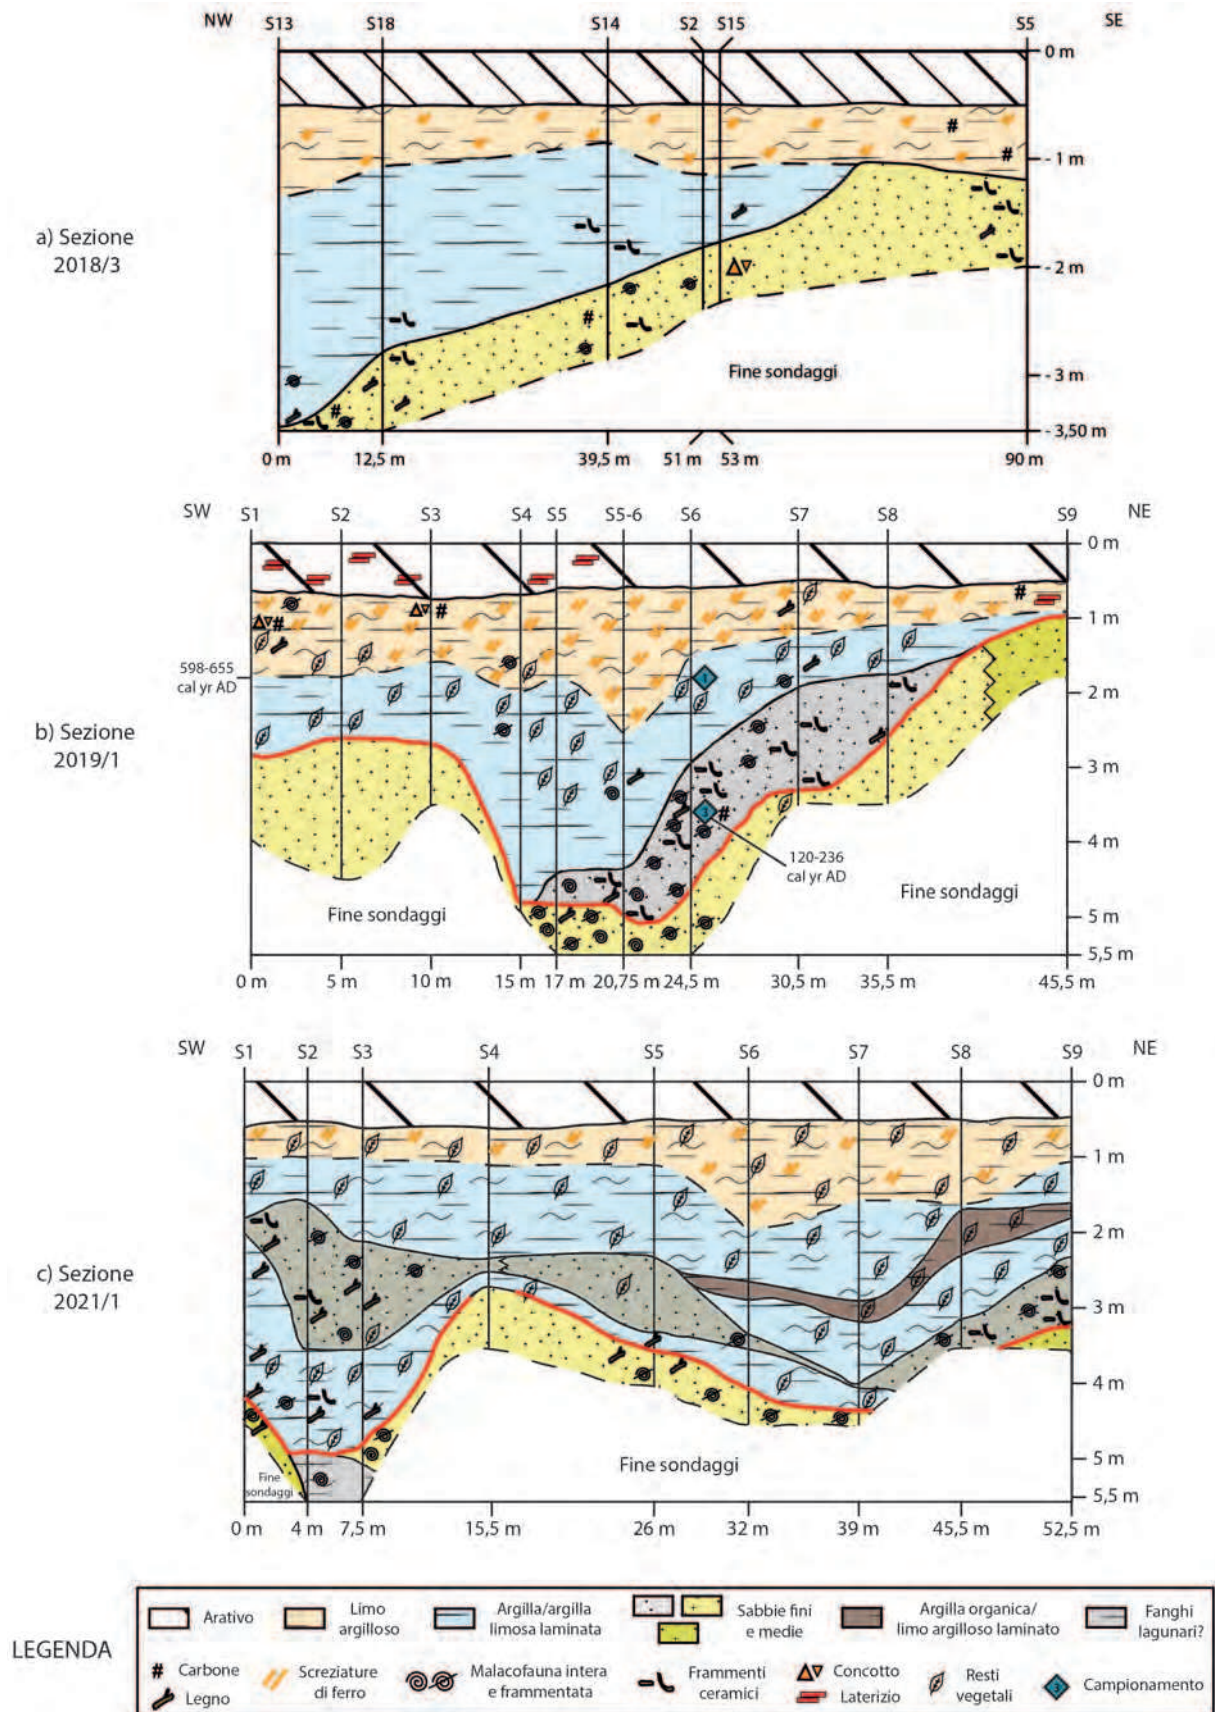 NW S13 S18 S14 S2 S15 S5 SE
0 m
- 1 m
a) Sezione
2018/3
- 2 m
Fine sondaggi
- 3 m
- 3,50 m
0 m 12,5 m 39,5 m 51 m 53 m 90 m
SW S1 S2 S3 S4 S5 S5-6 S6 S7 S8 S9 NE
0 m
1 m
598-655
cal yr AD
2 m
b) Sezione
2019/1
3 m
3
4 m
120-236
cal yr AD
Fine sondaggi
Fine sondaggi
5 m
5,5 m
0 m 5 m 10 m 15 m 17 m 20,75 m 24,5 m 30,5 m 35,5 m 45,5 m
SW S1 S2 S3 S4 S5 S6 S7 S8 S9 NE
0 m
1 m
2 m
c) Sezione
2021/1
3 m
4 m
Fine sondaggi
5 m
Fine
sondaggi
5,5 m
0 m 4 m 7,5 m 15,5 m 26 m 32 m 39 m 45,5 m 52,5 m
LEGENDA
Arativo
Limo
argilloso
Argilla/argilla
limosa laminata
Sabbie fini
e medie
Argilla organica/
limo argilloso laminato
Fanghi
lagunari?
# Carbone
Legno
Screziature
di ferro
Malacofauna intera
e frammentata
Frammenti
ceramici
Concotto
Laterizio
Resti
vegetali
3 Campionamento